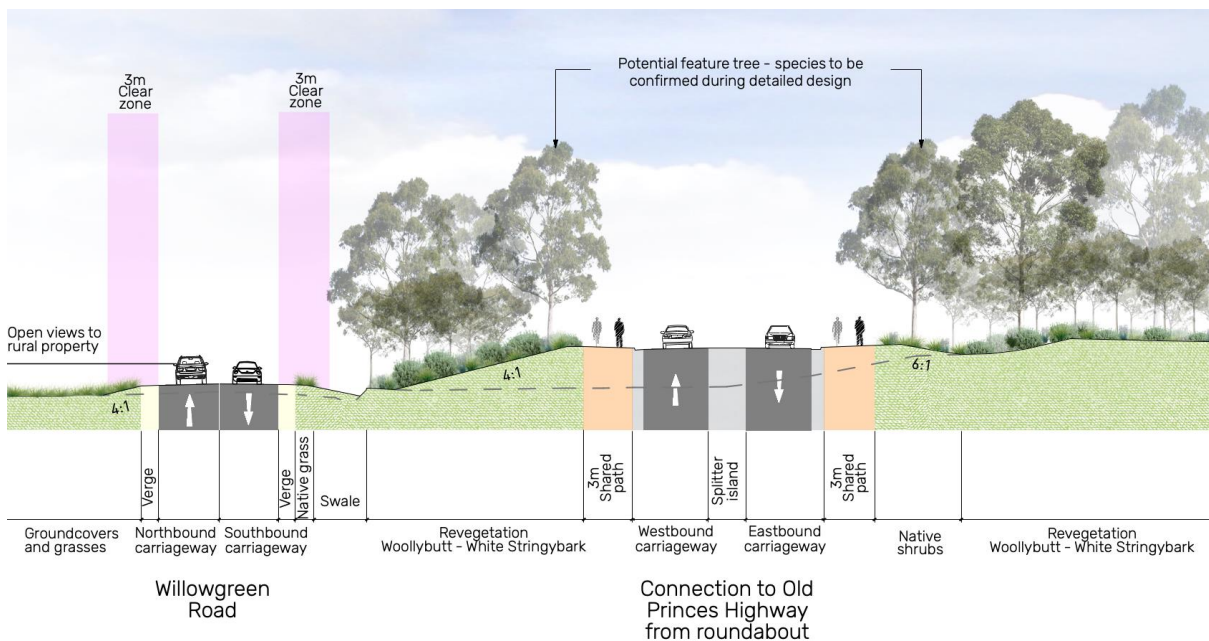 3m
Clear
zone
3m
Clear
zone
Potential feature tree - species to be
confirmed during detailed design
Open views to
rural property
4:1
4:1
6:1
Verge
Verge
Native grass
Swale
3m
Shared
path
Splitter
island
3m
Shared
path
Groundcovers
and grasses
Northbound
carriageway
Southbound
carriageway
Revegetation
Woollybutt - White Stringybark
Westbound
carriageway
Eastbound
carriageway
Native
shrubs
Revegetation
Woollybutt - White Stringybark
Willowgreen
Road
Connection to Old
Princes Highway
from roundabout